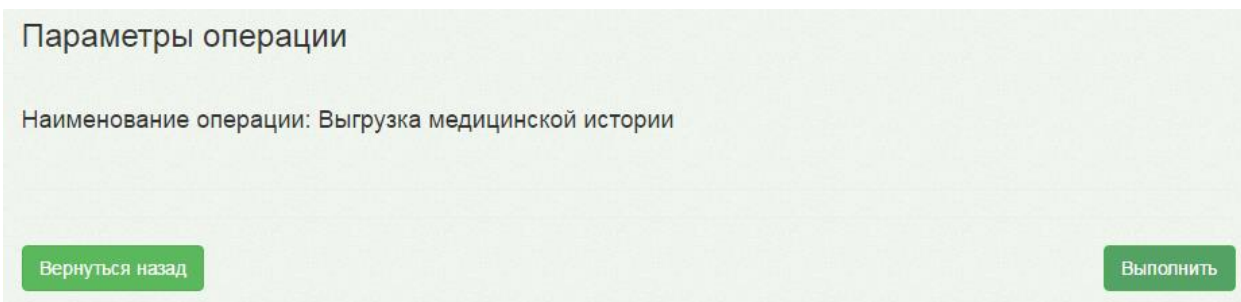 Параметры операции
Наименование операции: Выгрузка медицинской истории
Вернуться назад
Выполнить